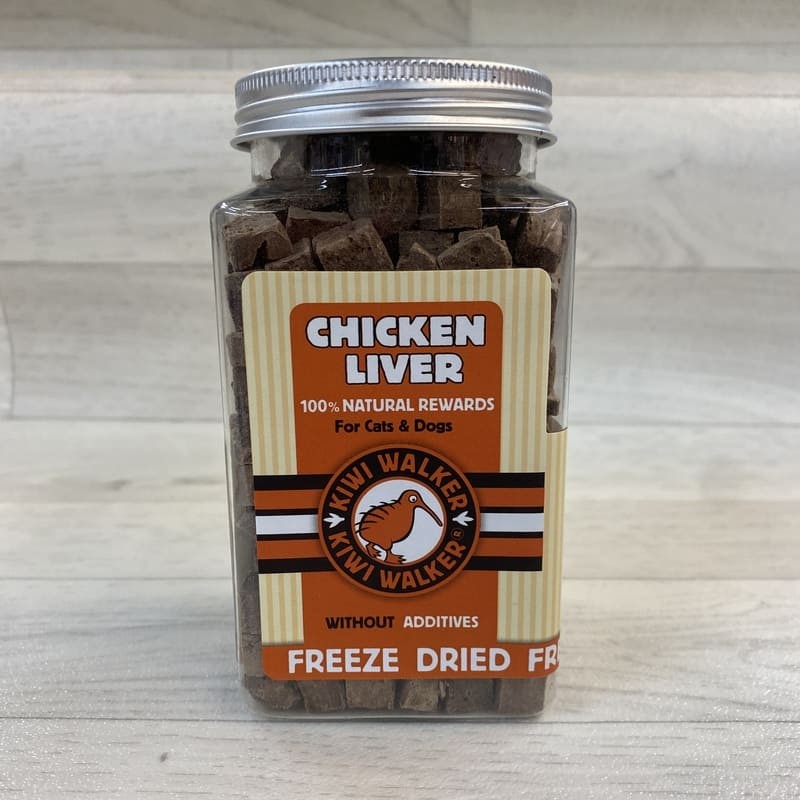 CHICKEN
LIVER
100% NATURAL REWARDS
For Cats & Dogs
KIWI WALKER
KIWI WALKER®
WITHOUT ADDITIVES
FREEZE DRIED